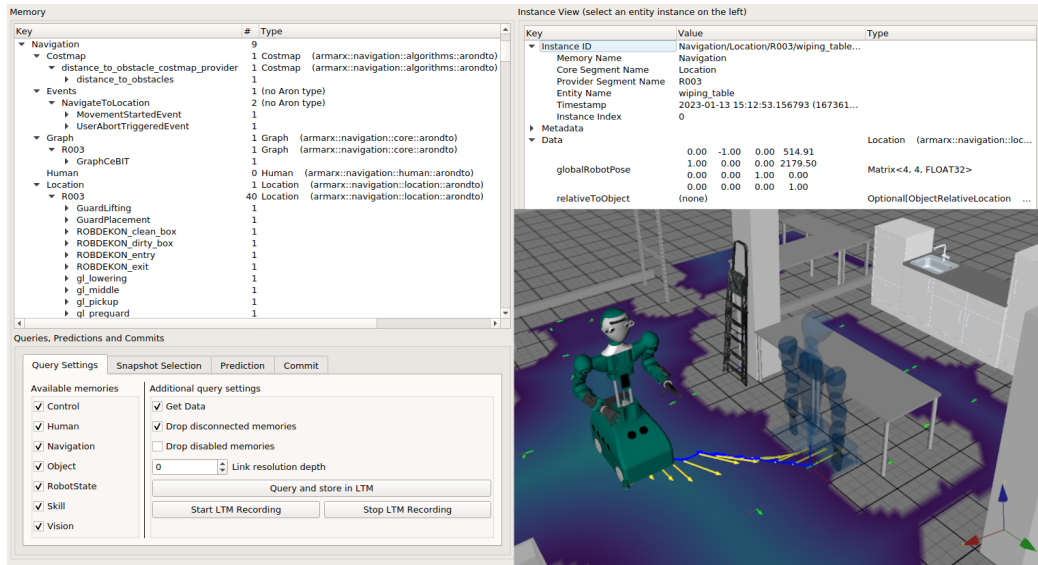 Memory
Key # Type
Navigation 9
Costmap 1 Costmap (armarx::navigation::algorithms::arondto)
distance_to_obstacle_costmap_provider 1 Costmap (armarx::navigation::algorithms::arondto)
distance_to_obstacles 1
Events 1 (no Aron type)
NavigateToLocation 2 (no Aron type)
MovementStartedEvent 1
UserAbortTriggeredEvent 1
Graph 1 Graph (armarx::navigation::core::arondto)
R003 1 Graph (armarx::navigation::core::arondto)
GraphCeBIT 1
Human 0 Human (armarx::navigation::human::arondto)
Location 1 Location (armarx::navigation::location::arondto)
R003 40 Location (armarx::navigation::location::arondto)
GuardLifting 1
GuardPlacement 1
ROBDEKON_clean_box 1
ROBDEKON_dirty_box 1
ROBDEKON_entry 1
ROBDEKON_exit 1
gl_lowering 1
gl_middle 1
gl_pickup 1
gl_preguard 1
Queries, Predictions and Commits
Query Settings Snapshot Selection Prediction Commit
Available memories
Control
Human
Navigation
Object
RobotState
Skill
Vision
Additional query settings
Get Data
Drop disconnected memories
Drop disabled memories
0 Link resolution depth
Query and store in LTM
Start LTM Recording Stop LTM Recording
Instance View (select an entity instance on the left)
Key Value Type
Instance ID Navigation/Location/R003/wiping_table...
Memory Name Navigation
Core Segment Name Location
Provider Segment Name R003
Entity Name wiping_table
Timestamp 2023-01-13 15:12:53.156793 (167361...
Instance Index 0
Metadata
Data Location (armarx::navigation::loc...
0.00 -1.00 0.00 514.91
1.00 0.00 0.00 2179.50
globalRobotPose Matrix<4, 4, FLOAT32>
0.00 0.00 1.00 0.00
0.00 0.00 0.00 1.00
relativeToObject (none) Optional[ObjectRelativeLocation ...